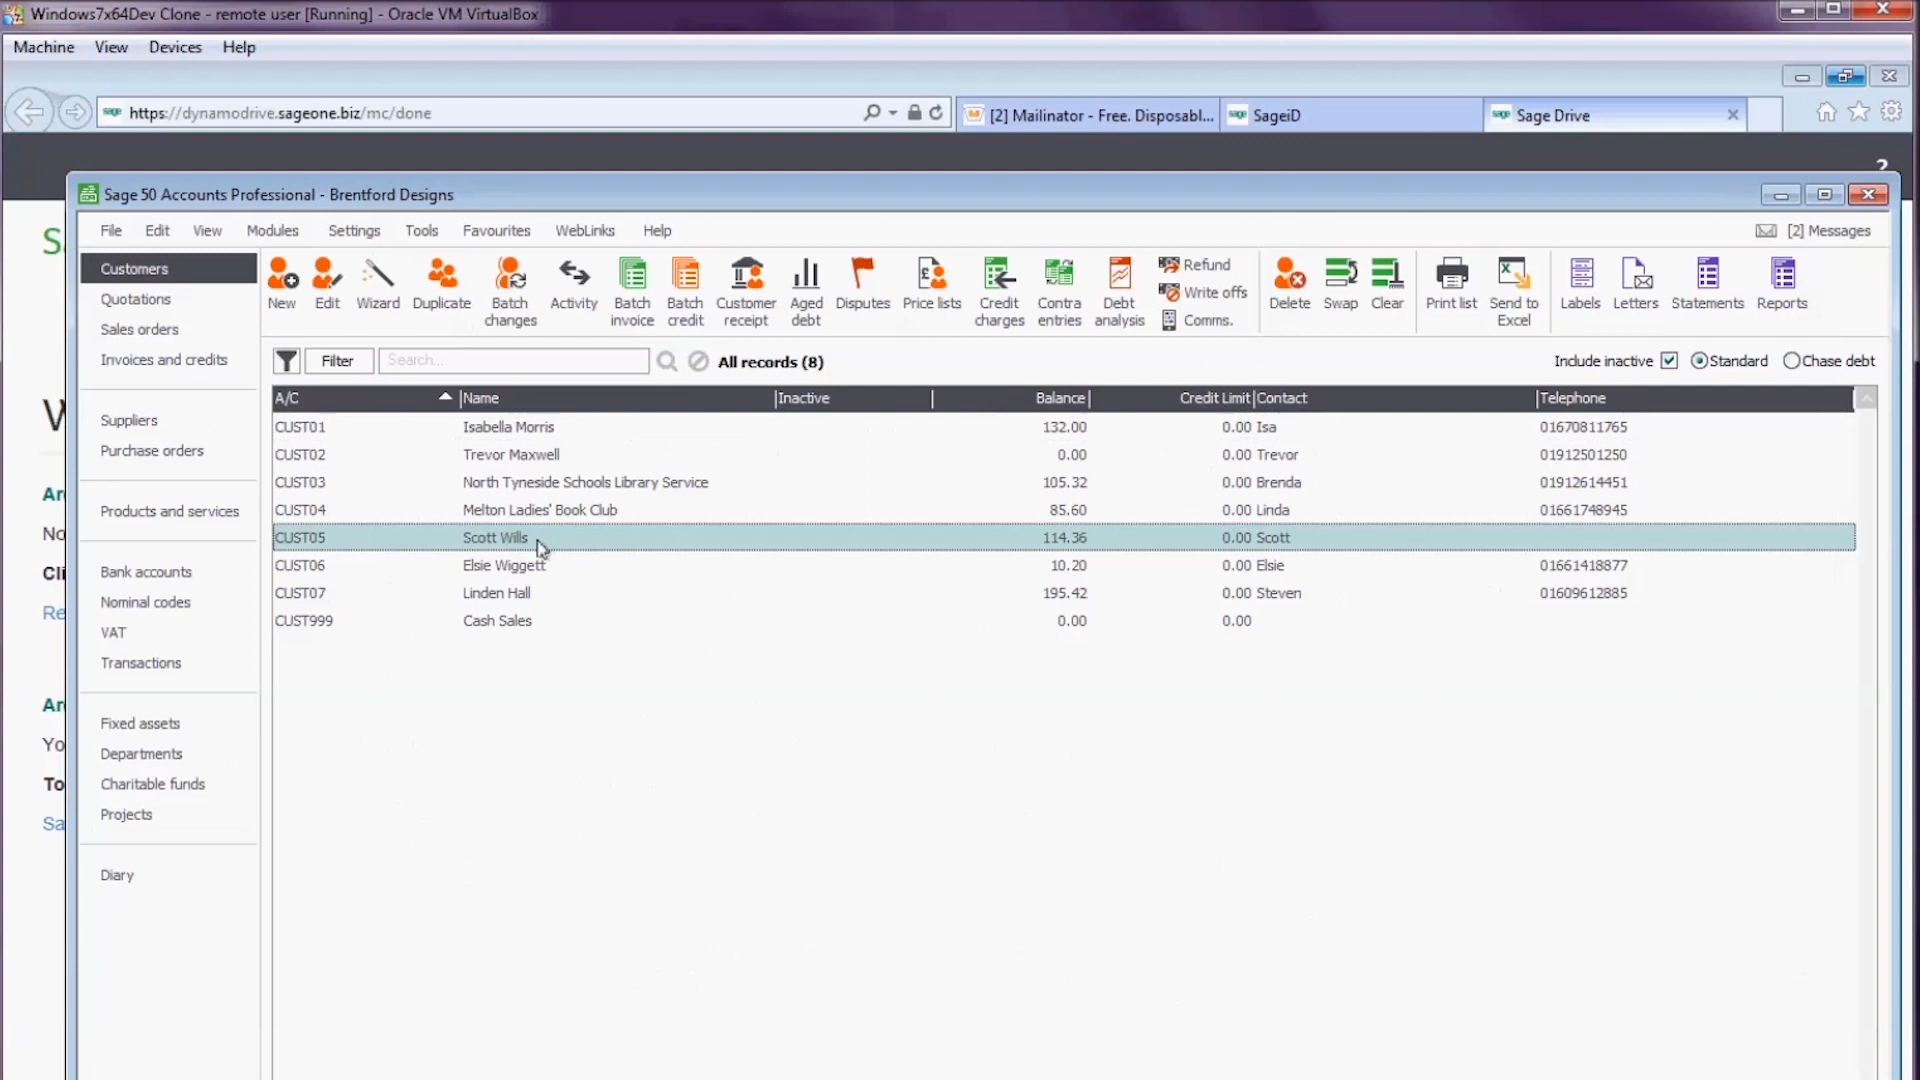 Windows7x64Dev Clone - remote user [Running] - Oracle VM VirtualBox
Machine View Devices Help
https://dynamodrive.sageone.biz/mc/done
[2] Mailinator - Free. Disposabl...
SageiD
Sage Drive
?
Sage 50 Accounts Professional - Brentford Designs
File Edit View Modules Settings Tools Favourites WebLinks Help
[2] Messages
Customers
Quotations
Sales orders
Invoices and credits
Suppliers
Purchase orders
Products and services
Bank accounts
Nominal codes
VAT
Transactions
Fixed assets
Departments
Charitable funds
Projects
Diary
New
Edit
Wizard
Duplicate
Batch changes
Activity
Batch invoice
Batch credit
Customer receipt
Aged debt
Disputes
Price lists
Credit charges
Contra entries
Debt analysis
Refund
Write offs
Comms.
Delete
Swap
Clear
Print list
Send to Excel
Labels
Letters
Statements
Reports
Filter
Search...
All records (8)
Include inactive
Standard
Chase debt
A/C Name Inactive Balance Credit Limit Contact Telephone
CUST01 Isabella Morris 132.00 0.00 Isa 01670811765
CUST02 Trevor Maxwell 0.00 0.00 Trevor 01912501250
CUST03 North Tyneside Schools Library Service 105.32 0.00 Brenda 01912614451
CUST04 Melton Ladies' Book Club 85.60 0.00 Linda 01661748945
CUST05 Scott Wills 114.36 0.00 Scott
CUST06 Elsie Wiggett 10.20 0.00 Elsie 01661418877
CUST07 Linden Hall 195.42 0.00 Steven 01609612885
CUST999 Cash Sales 0.00 0.00